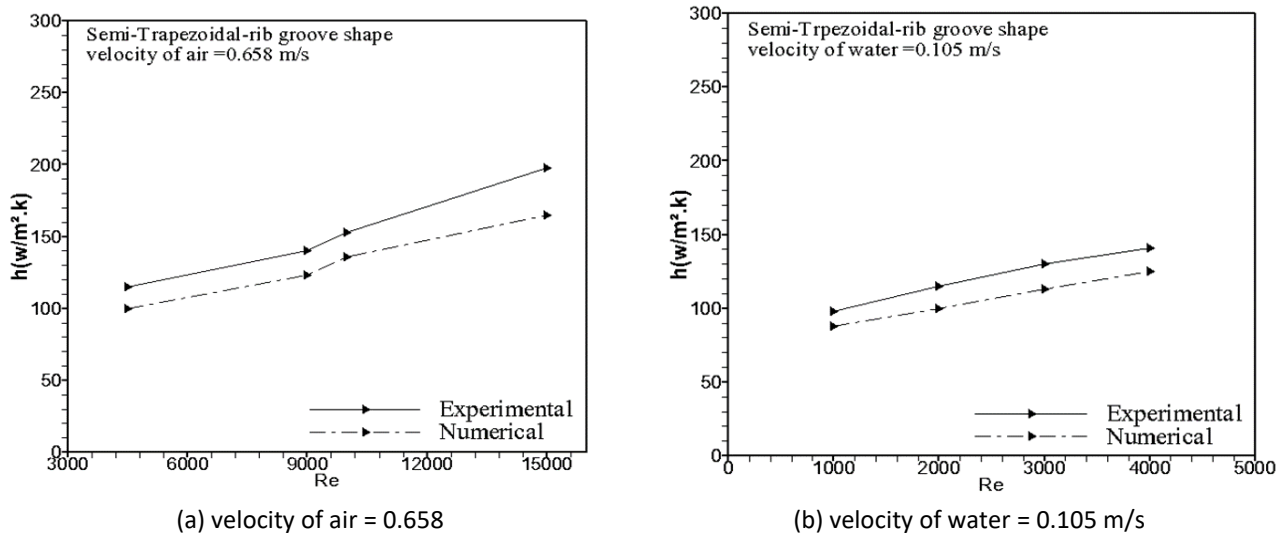 300
250
200
150
100
50
0
h(w/m².k)
Semi-Trapezoidal-rib groove shape
velocity of air =0.658 m/s
Experimental
Numerical
3000 6000 9000 12000 15000
Re
(a) velocity of air = 0.658
300
250
200
150
100
50
0
h(w/m².k)
Semi-Trpezoidal-rib groove shape
velocity of water =0.105 m/s
Experimental
Numerical
0 1000 2000 3000 4000 5000
Re
(b) velocity of water = 0.105 m/s